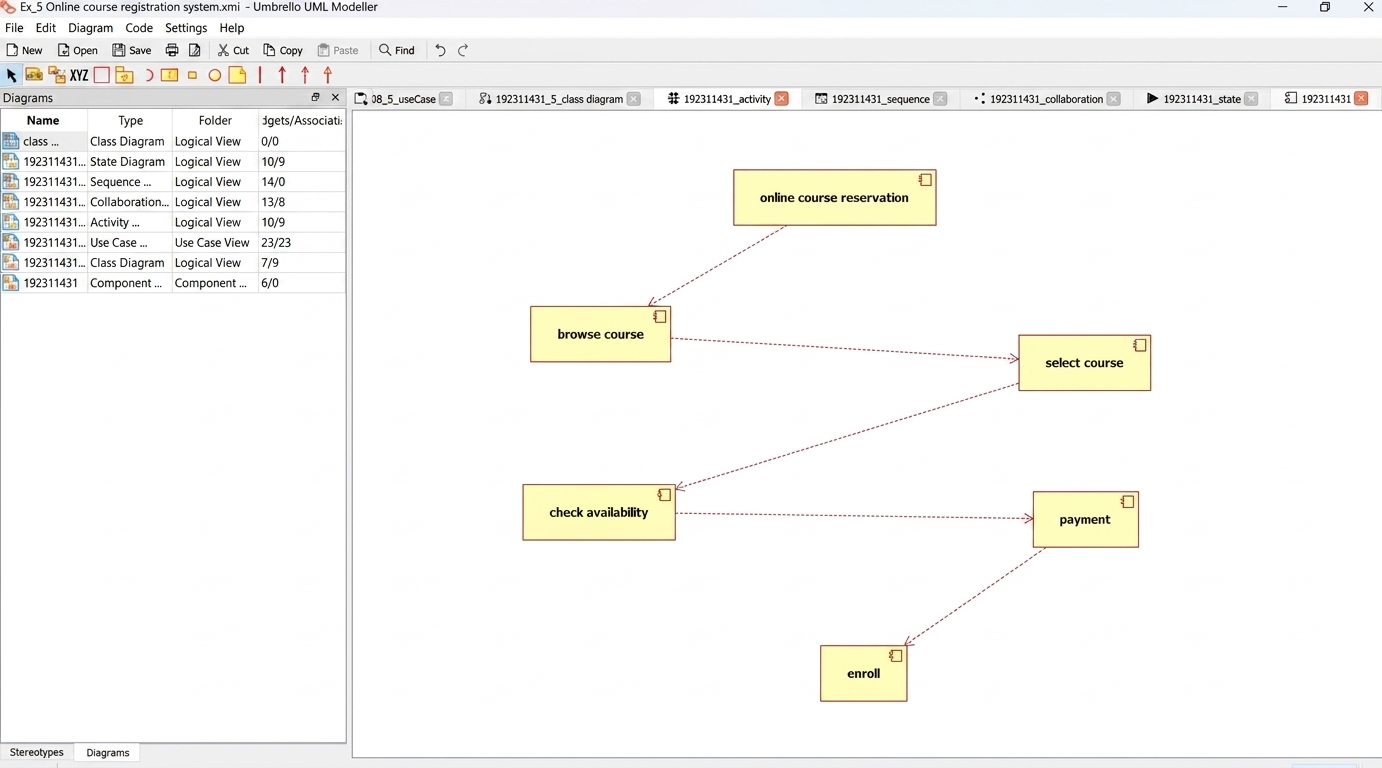 Ex_5 Online course registration system.xmi - Umbrello UML Modeller
File Edit Diagram Code Settings Help
New Open Save Cut Copy Paste Find
XYZ
Diagrams
08_5_useCase 192311431_5_class diagram 192311431_activity 192311431_sequence 192311431_collaboration 192311431_state 192311431
Name Type Folder dgets/Associati
class ... Class Diagram Logical View 0/0
192311431... State Diagram Logical View 10/9
192311431... Sequence ... Logical View 14/0
192311431... Collaboration... Logical View 13/8
192311431... Activity ... Logical View 10/9
192311431... Use Case ... Use Case View 23/23
192311431... Class Diagram Logical View 7/9
192311431 Component ... Component ... 6/0
online course reservation
browse course
select course
check availability
payment
enroll
Stereotypes Diagrams